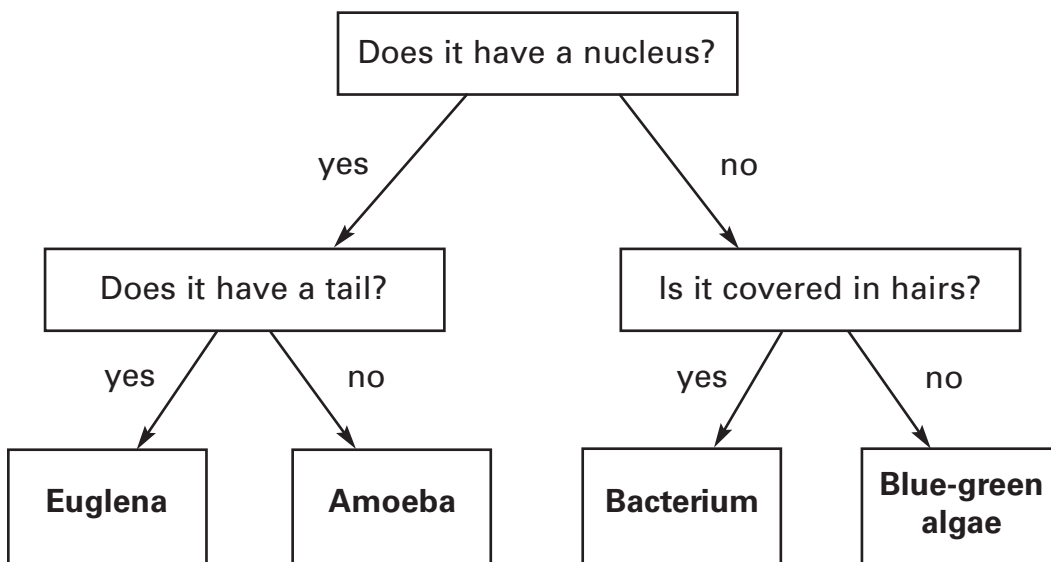 Does it have a nucleus?
yes
no
Does it have a tail?
Is it covered in hairs?
yes
no
yes
no
Euglena
Amoeba
Bacterium
Blue-green
algae